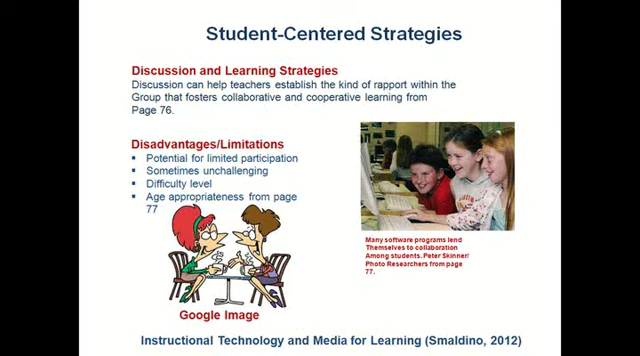 Student-Centered Strategies
Discussion and Learning Strategies
Discussion can help teachers establish the kind of rapport within the
Group that fosters collaborative and cooperative learning from
Page 76.
Disadvantages/Limitations
Potential for limited participation
Sometimes unchallenging
Difficulty level
Age appropriateness from page
77
Google Image
Many software programs lend
Themselves to collaboration
Among students. Peter Skinner/
Photo Researchers from page
77.
Instructional Technology and Media for Learning (Smaldino, 2012)